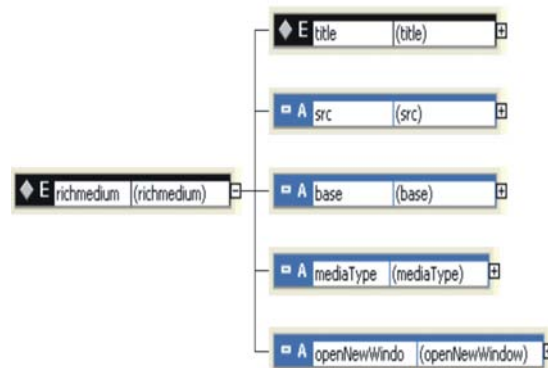 E title (title)
A src (src)
A base (base)
E richmedium (richmedium)
A mediaType (mediaType)
A openNewWindo (openNewWindow)